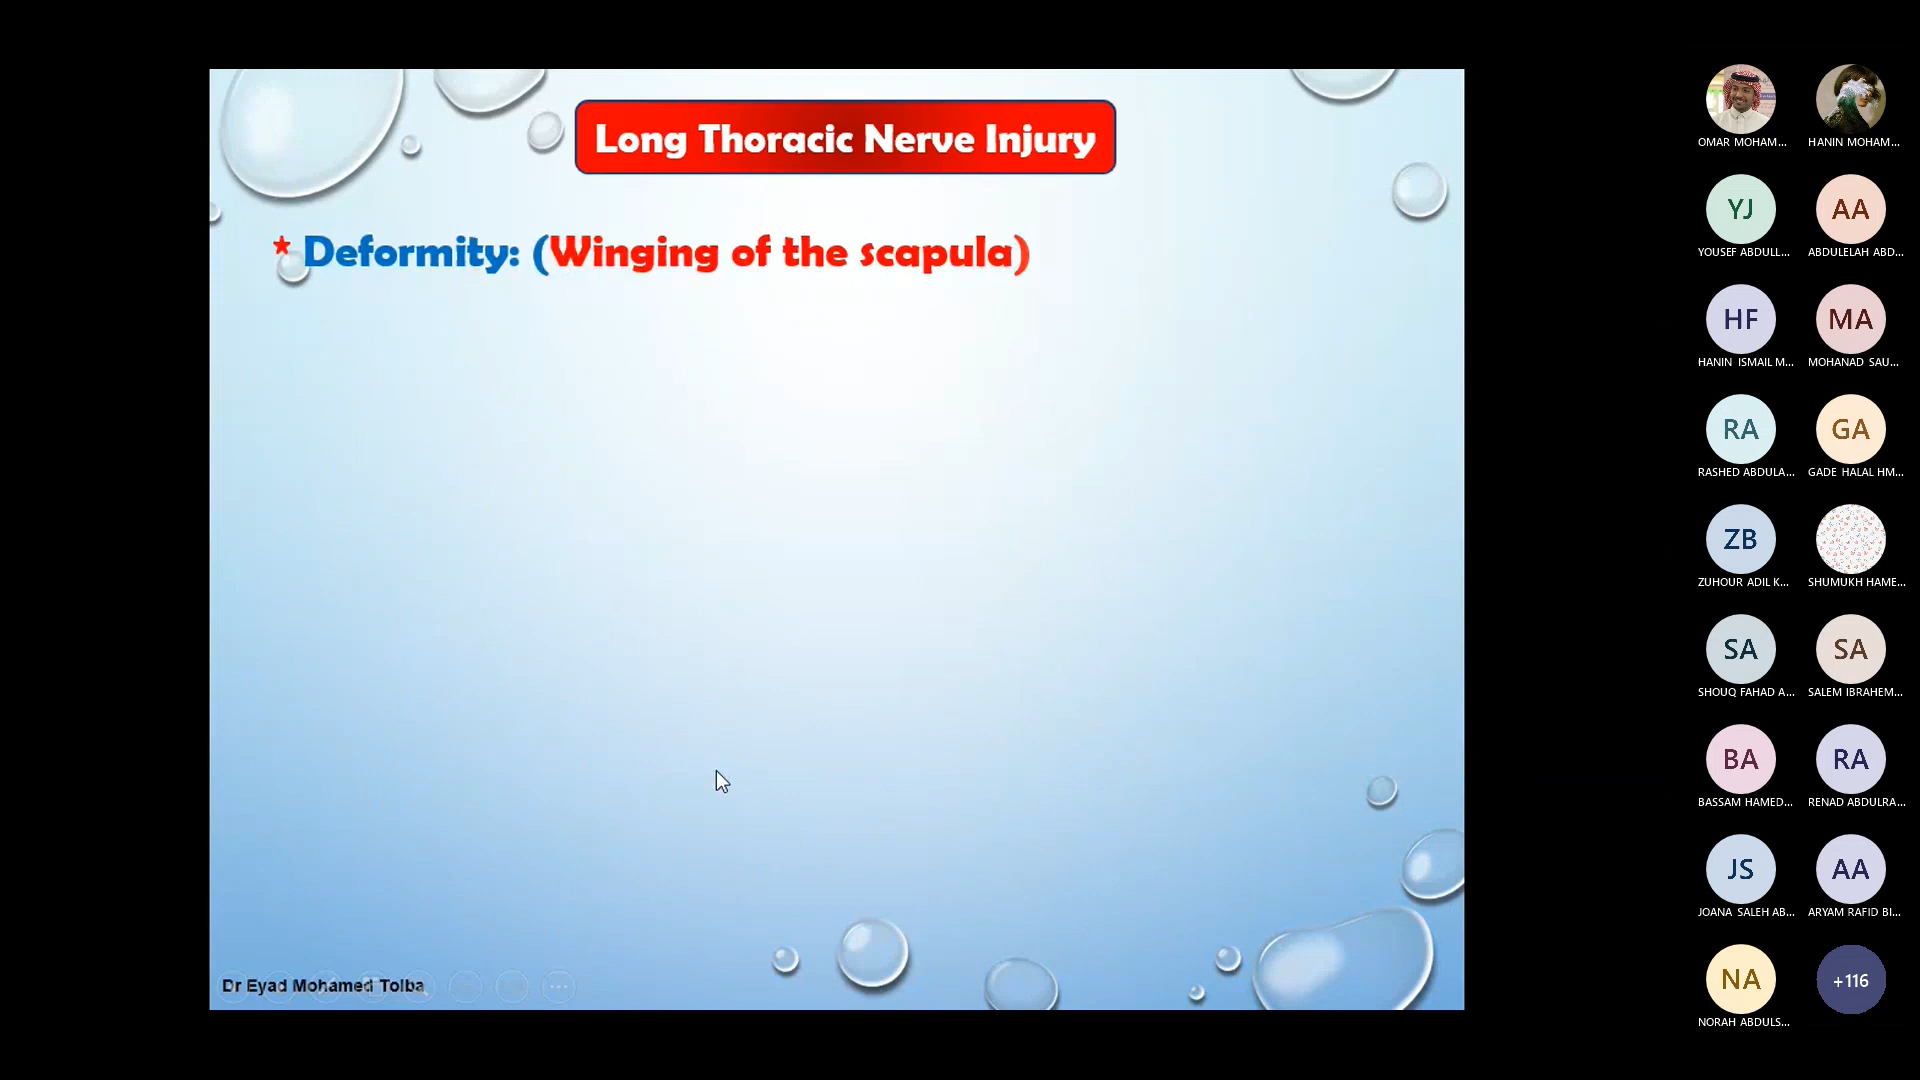 Long Thoracic Nerve Injury
* Deformity: (Winging of the scapula)
Dr Eyad Mohamed Tolba
OMAR MOHAM...
HANIN MOHAM...
YJ
AA
YOUSEF ABDULL...
ABDULELAH ABD...
HF
MA
HANIN ISMAIL M...
MOHANAD SAU...
RA
GA
RASHED ABDULA...
GADE HALAL HM...
ZB
ZUHOUR ADIL K...
SHUMUKH HAME...
SA
SA
SHOUQ FAHAD A...
SALEM IBRAHEM...
BA
RA
BASSAM HAMED...
RENAD ABDULRA...
JS
AA
JOANA SALEH AB...
ARYAM RAFID BI...
NA
+116
NORAH ABDULS...